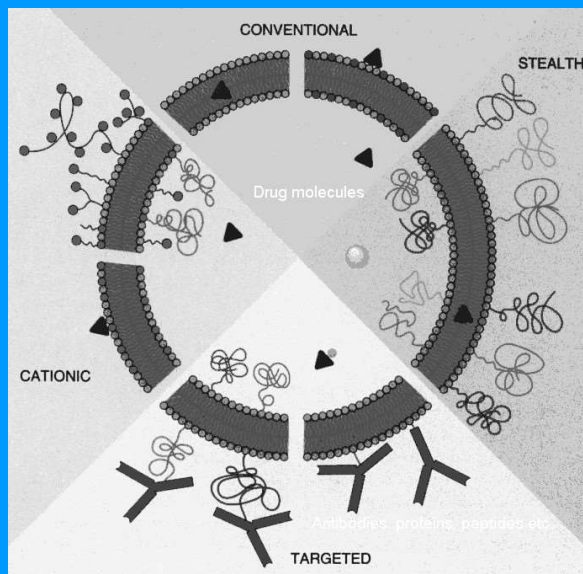 CONVENTIONAL
STEALTH
Drug molecules
CATIONIC
Antibodies, proteins, peptides etc
TARGETED